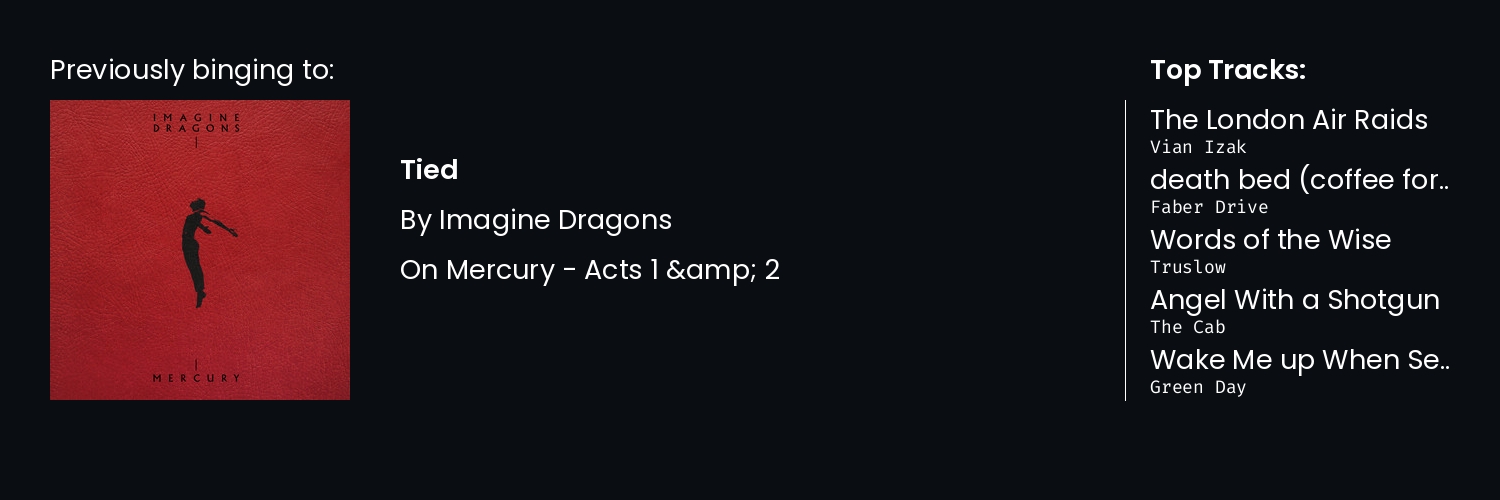 Previously binging to:
IMAGINE
DRAGONS
MERCURY
Tied
By Imagine Dragons
On Mercury - Acts 1 &amp; 2
Top Tracks:
The London Air Raids
Vian Izak
death bed (coffee for..
Faber Drive
Words of the Wise
Truslow
Angel With a Shotgun
The Cab
Wake Me up When Se..
Green Day